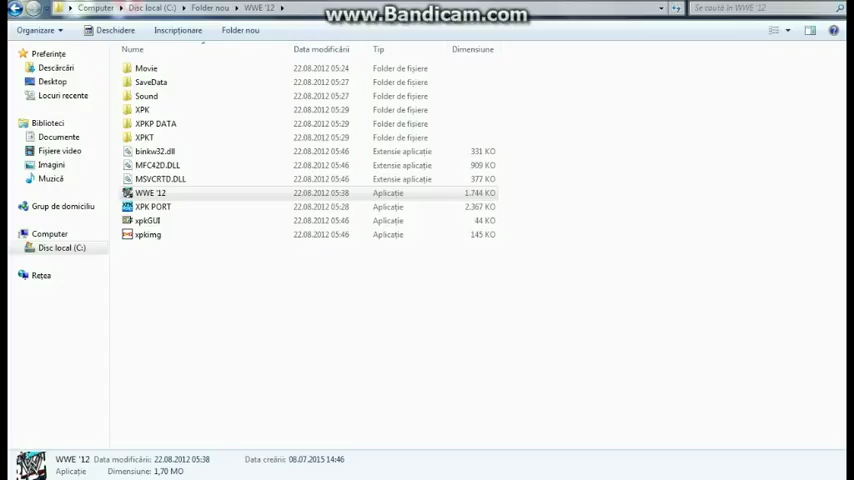 www.Bandicam.com
Computer Disc local (C:) Folder nou WWE '12
Se caută în WWE '12
Organizare Deschidere Inscripționare Folder nou
Nume Data modificării Tip Dimensiune
Preferințe
Descărcări
Desktop
Locuri recente
Biblioteci
Documente
Fișiere video
Imagini
Muzică
Grup de domiciliu
Computer
Disc local (C:)
Rețea
Movie 22.08.2012 05:24 Folder de fișiere
SaveData 22.08.2012 05:27 Folder de fișiere
Sound 22.08.2012 05:27 Folder de fișiere
XPK 22.08.2012 05:29 Folder de fișiere
XPKP DATA 22.08.2012 05:29 Folder de fișiere
XPKT 22.08.2012 05:29 Folder de fișiere
binkw32.dll 22.08.2012 05:46 Extensie aplicație 331 KO
MFC42D.DLL 22.08.2012 05:46 Extensie aplicație 909 KO
MSVCRTD.DLL 22.08.2012 05:46 Extensie aplicație 377 KO
WWE '12 22.08.2012 05:38 Aplicație 1.744 KO
XPK PORT 22.08.2012 05:28 Aplicație 2.367 KO
xpkGUI 22.08.2012 05:46 Aplicație 44 KO
xpkimg 22.08.2012 05:46 Aplicație 145 KO
WWE '12 Data modificării: 22.08.2012 05:38 Data creării: 08.07.2015 14:46
Aplicație Dimensiune: 1,70 MO